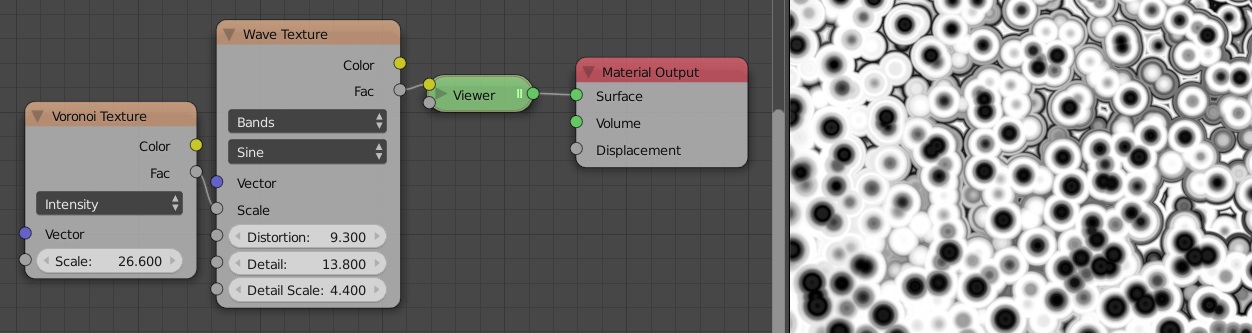 Voronoi Texture
Color
Fac
Intensity
Vector
Scale: 26.600
Wave Texture
Color
Fac
Bands
Sine
Vector
Scale
Distortion: 9.300
Detail: 13.800
Detail Scale: 4.400
Viewer
Material Output
Surface
Volume
Displacement